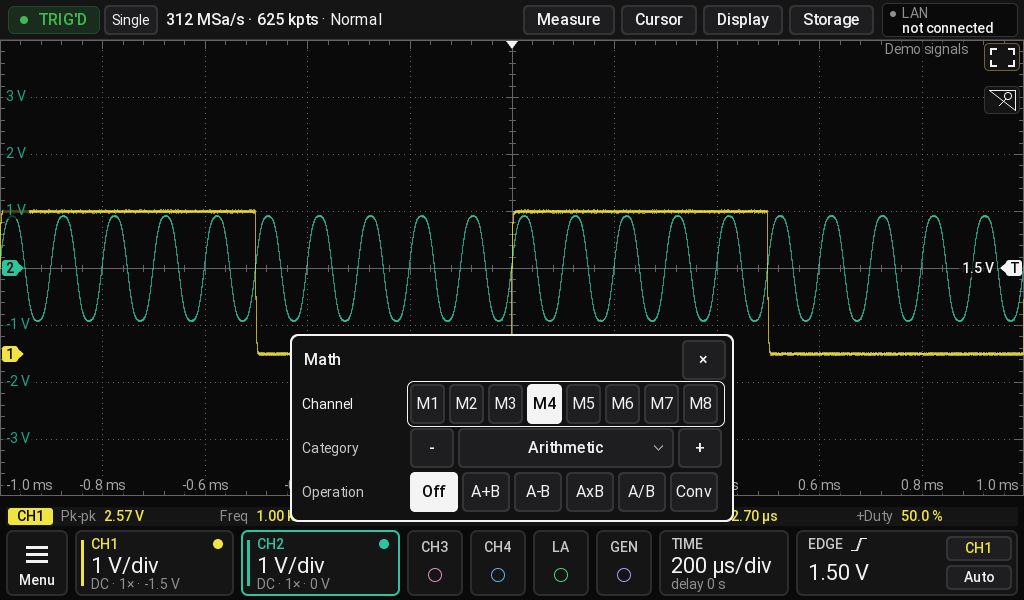 TRIG'D
Single
312 MSa/s · 625 kpts · Normal
Measure
Cursor
Display
Storage
LAN
not connected
Demo signals
3 V
2 V
1 V
2
1.5 V
T
-1 V
1
-2 V
-3 V
-1.0 ms
-0.8 ms
-0.6 ms
0.6 ms
0.8 ms
1.0 ms
Math
×
Channel
M1
M2
M3
M4
M5
M6
M7
M8
Category
-
Arithmetic
+
Operation
Off
A+B
A-B
AxB
A/B
Conv
CH1
Pk-pk 2.57 V
Freq 1.00
2.70 µs
+Duty 50.0 %
Menu
CH1
1 V/div
DC · 1× · -1.5 V
CH2
1 V/div
DC · 1× · 0 V
CH3
CH4
LA
GEN
TIME
200 µs/div
delay 0 s
EDGE
1.50 V
CH1
Auto